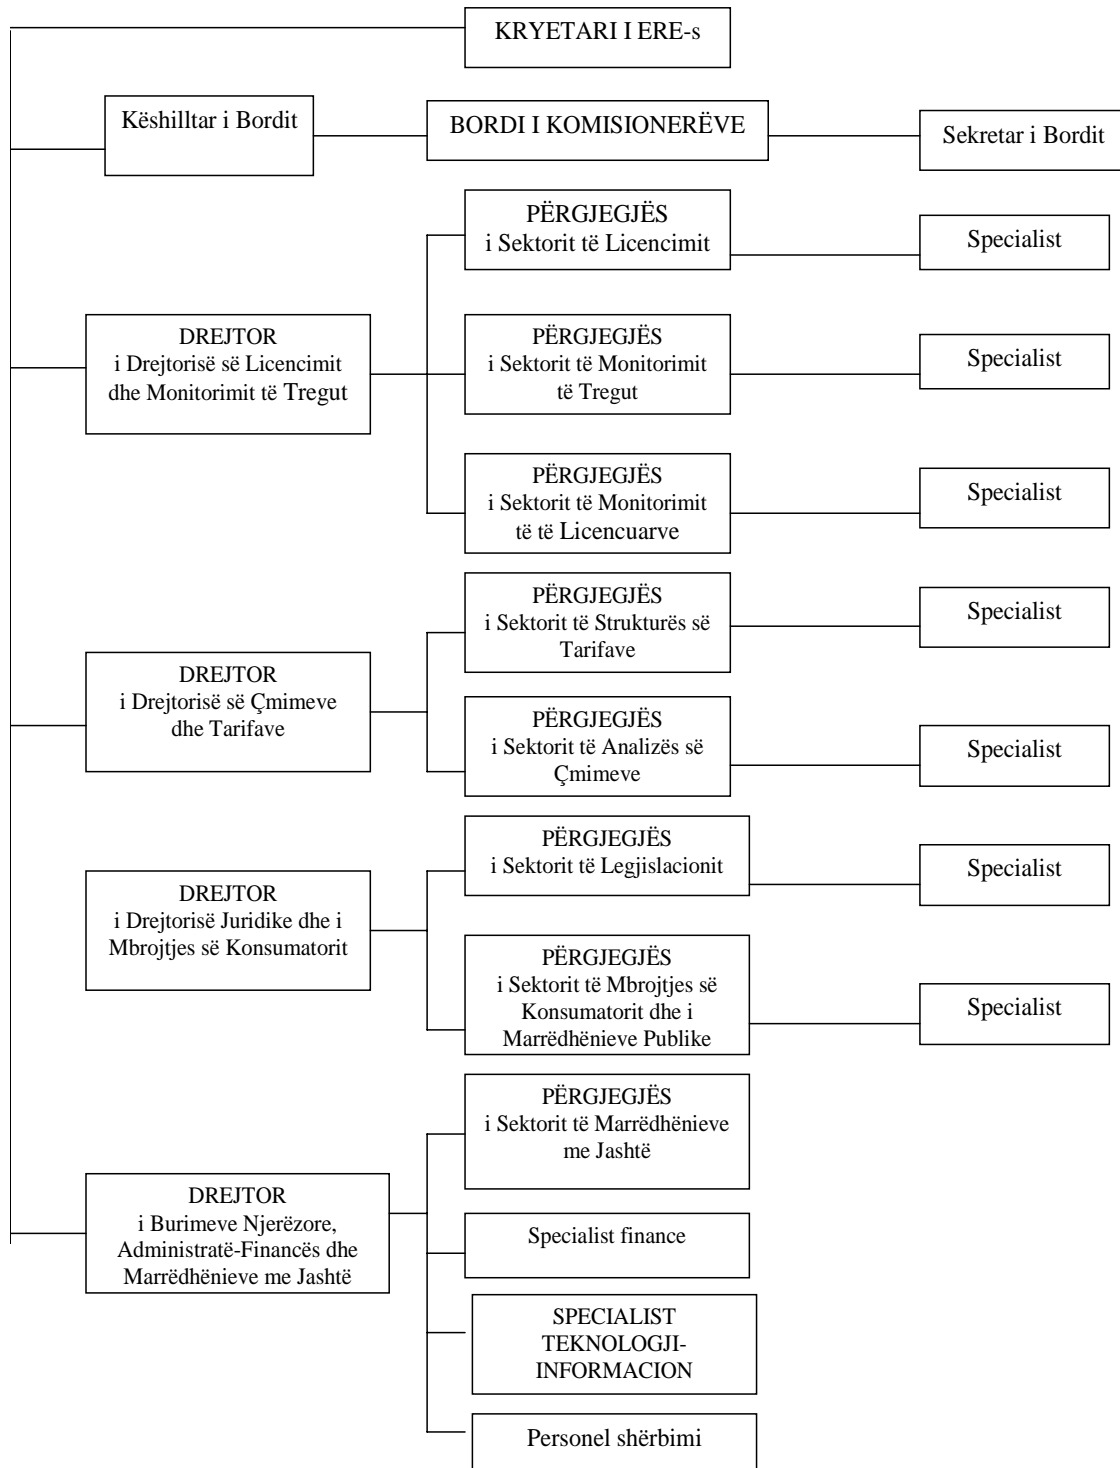 KRYETARI I ERE-s
Këshilltar i Bordit
BORDI I KOMISIONERËVE
Sekretar i Bordit
PËRGJEGJËS
i Sektorit të Licencimit
Specialist
DREJTOR
i Drejtorisë së Licencimit
dhe Monitorimit të Tregut
PËRGJEGJËS
i Sektorit të Monitorimit
të Tregut
Specialist
PËRGJEGJËS
i Sektorit të Monitorimit
të të Licencuarve
Specialist
DREJTOR
i Drejtorisë së Çmimeve
dhe Tarifave
PËRGJEGJËS
i Sektorit të Strukturës së
Tarifave
Specialist
PËRGJEGJËS
i Sektorit të Analizës së
Çmimeve
Specialist
DREJTOR
i Drejtorisë Juridike dhe i
Mbrojtjes së Konsumatorit
PËRGJEGJËS
i Sektorit të Legjislacionit
Specialist
PËRGJEGJËS
i Sektorit të Mbrojtjes së
Konsumatorit dhe i
Marrëdhënieve Publike
Specialist
DREJTOR
i Burimeve Njerëzore,
Administratë-Financës dhe
Marrëdhënieve me Jashtë
PËRGJEGJËS
i Sektorit të Marrëdhënieve
me Jashtë
Specialist finance
SPECIALIST
TEKNOLOGJI-
INFORMACION
Personel shërbimi